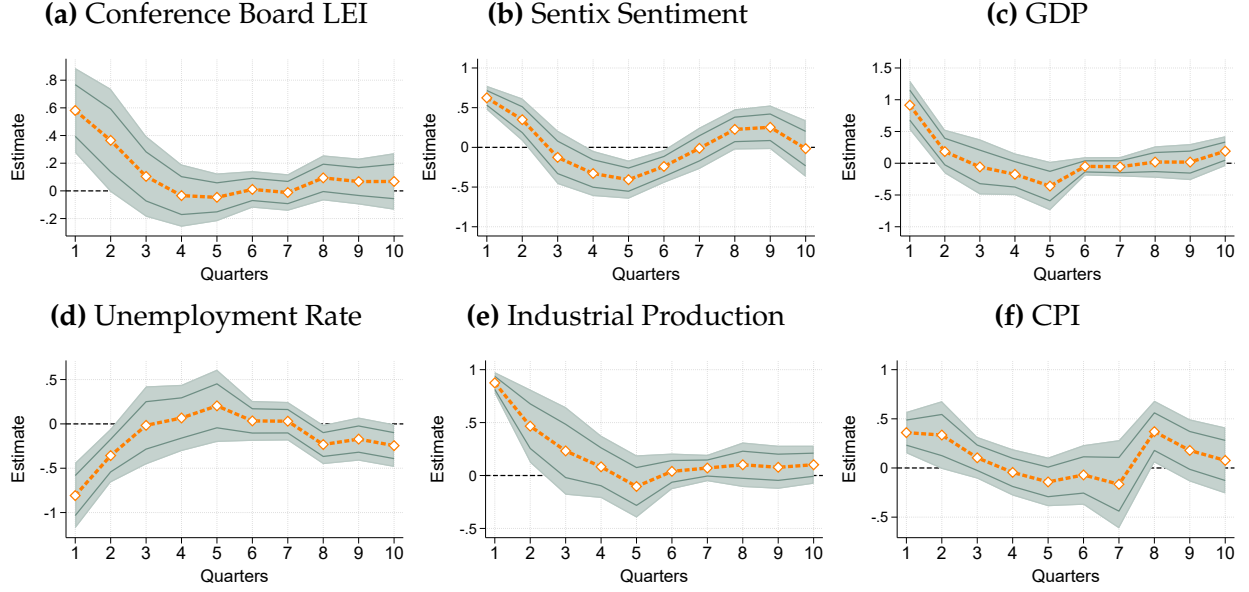 (a) Conference Board LEI
.8
.6
.4
.2
0
-.2
Estimate
1 2 3 4 5 6 7 8 9 10
Quarters
(b) Sentix Sentiment
1
.5
0
-.5
-1
Estimate
1 2 3 4 5 6 7 8 9 10
Quarters
(c) GDP
1.5
1
.5
0
-.5
-1
Estimate
1 2 3 4 5 6 7 8 9 10
Quarters
(d) Unemployment Rate
.5
0
-.5
-1
Estimate
1 2 3 4 5 6 7 8 9 10
Quarters
(e) Industrial Production
1
.5
0
-.5
Estimate
1 2 3 4 5 6 7 8 9 10
Quarters
(f) CPI
1
.5
0
-.5
Estimate
1 2 3 4 5 6 7 8 9 10
Quarters